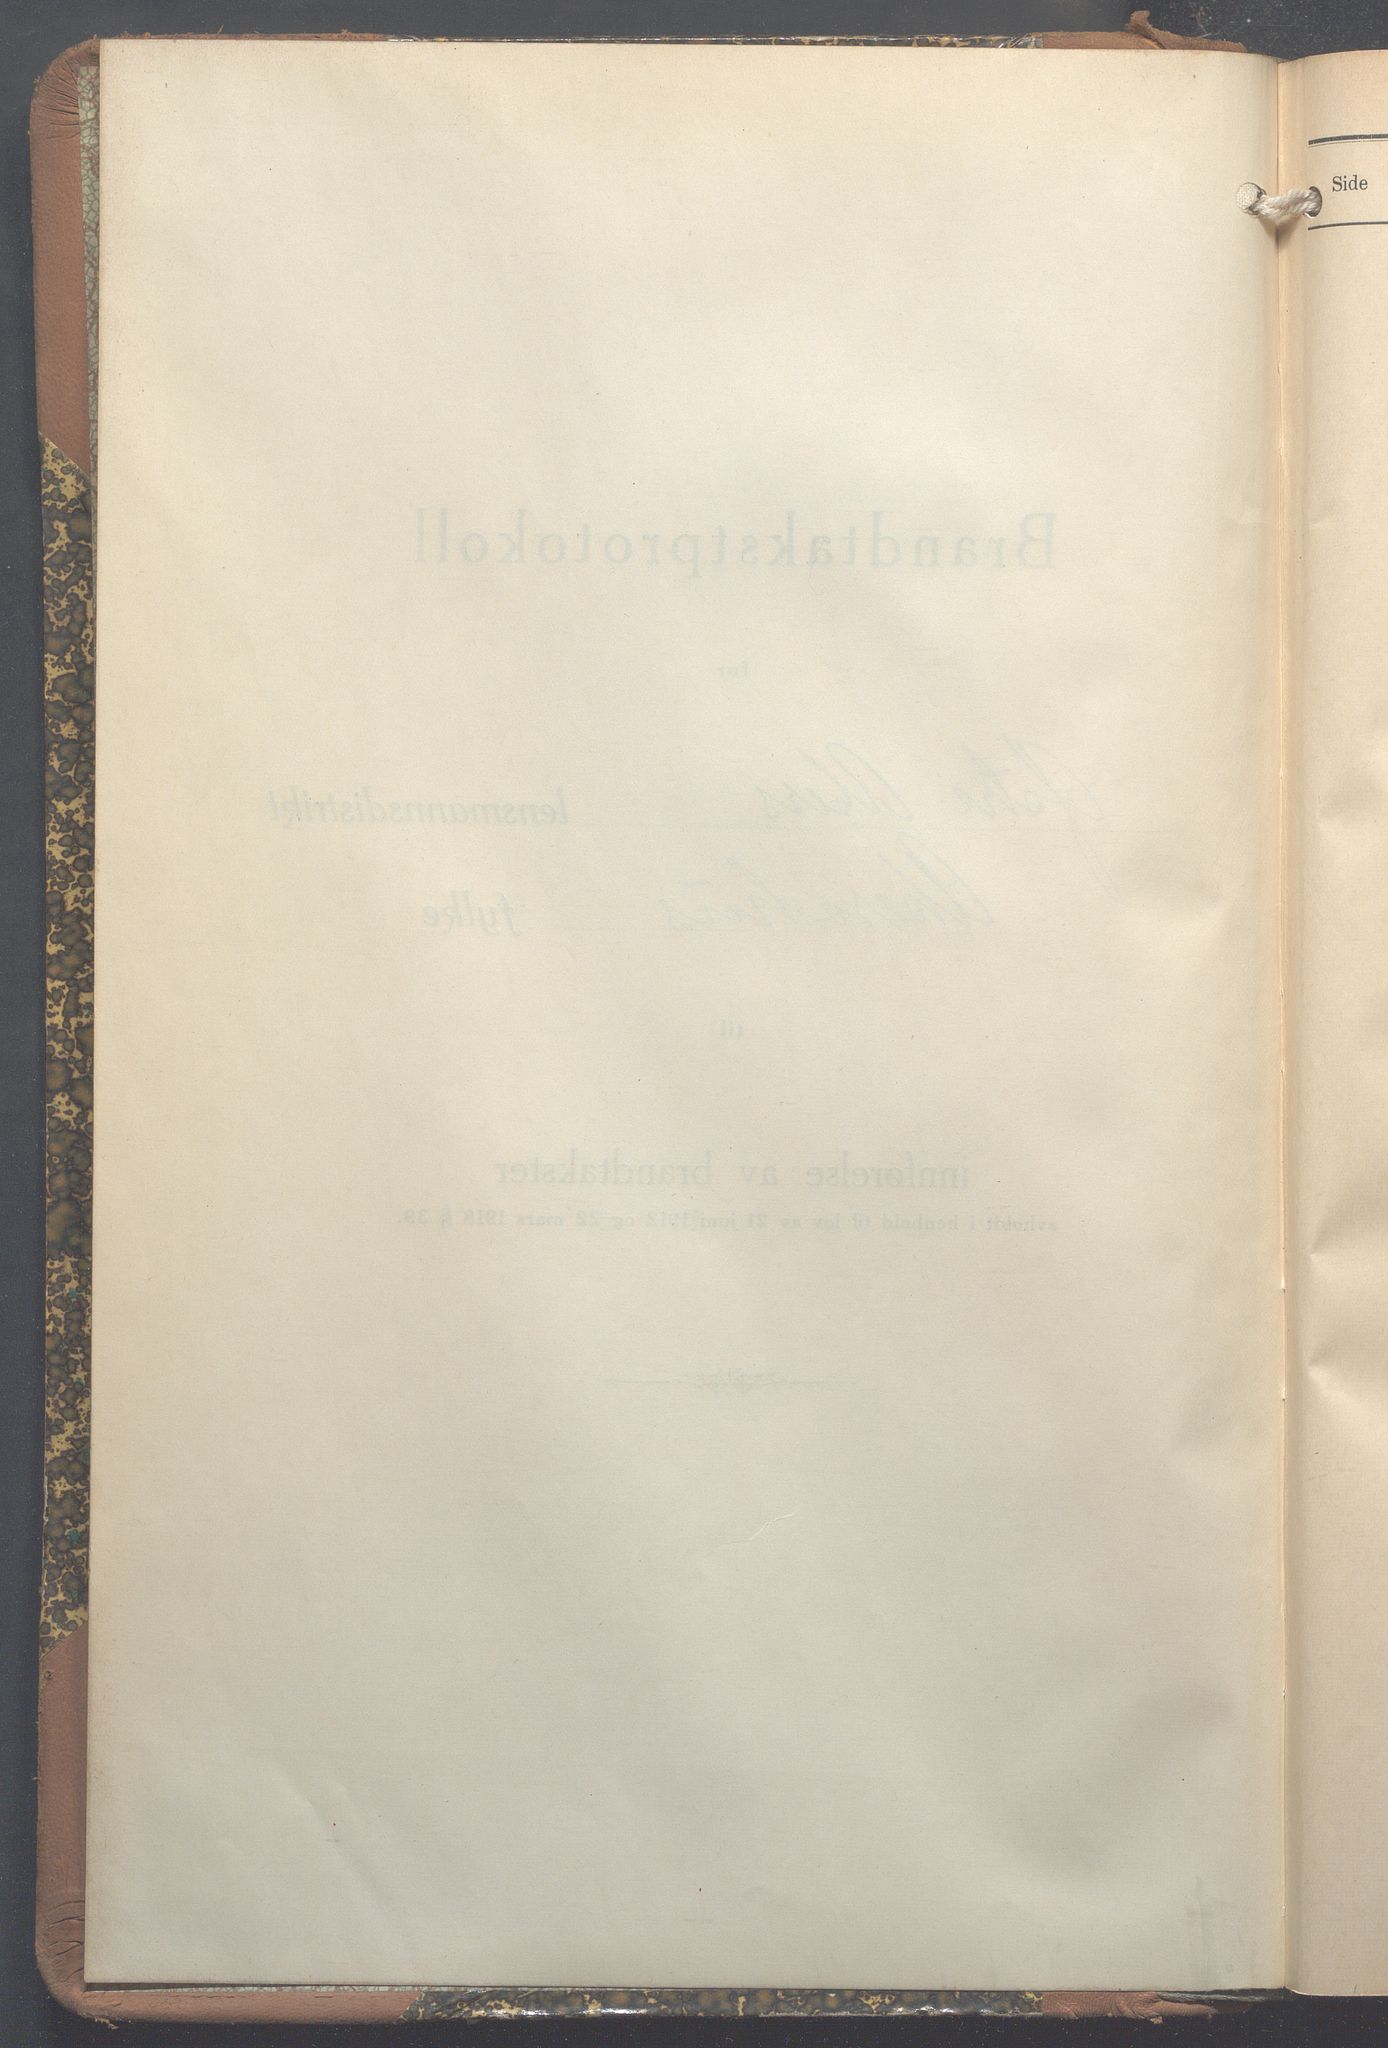 Brandtakstprotokoll
for
lensmannsdistrikt
fylke
til
innførelse av brandtakster
avholdt i henhold til lov av 21 juni 1912 og 22 mars 1918 § 39.
Side